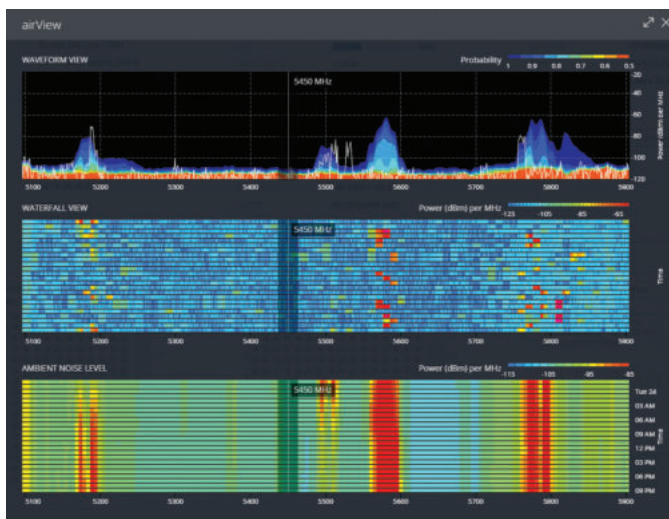 airView
WAVEFORM VIEW
Probability
1 0.9 0.8 0.7 0.6 0.5
5450 MHz
-20
-40
-60
-80
-100
-120
Power (dBm) per MHz
5100 5200 5300 5400 5500 5600 5700 5800 5900
WATERFALL VIEW
Power (dBm) per MHz
-125 -105 -85 -65
5450 MHz
Time
5100 5200 5300 5400 5500 5600 5700 5800 5900
AMBIENT NOISE LEVEL
Power (dBm) per MHz
-115 -105 -95 -85
5450 MHz
Tue 24
03 AM
06 AM
09 AM
12 PM
03 PM
06 PM
09 PM
Time
5100 5200 5300 5400 5500 5600 5700 5800 5900